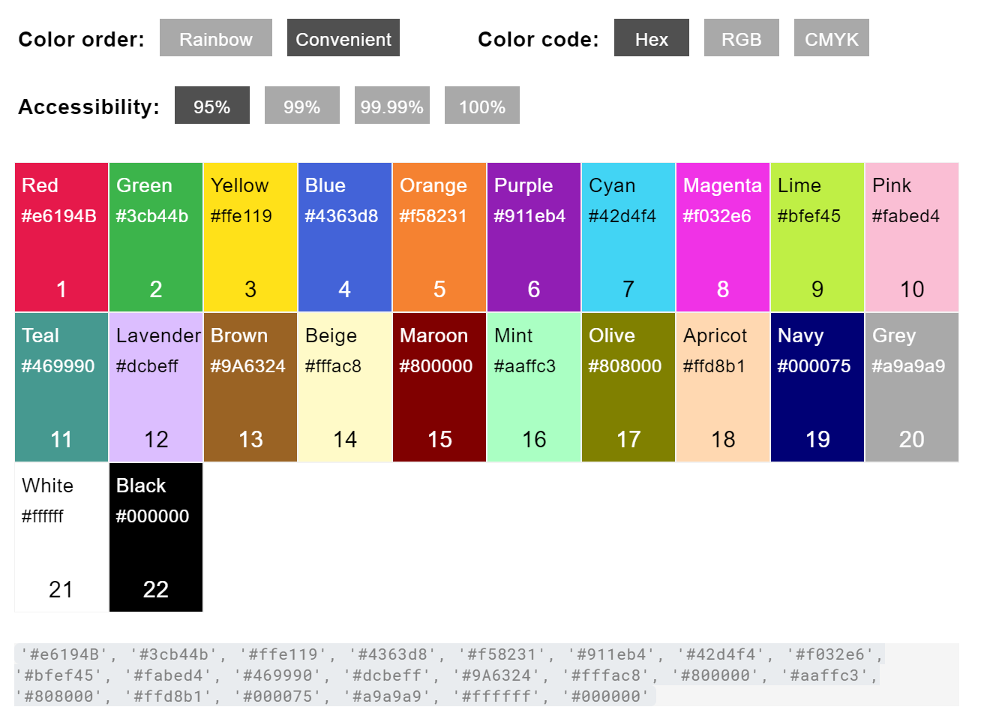 Color order: Rainbow Convenient Color code: Hex RGB CMYK
Accessibility: 95% 99% 99.99% 100%
Red Green Yellow Blue Orange Purple Cyan Magenta Lime Pink
#e6194B #3cb44b #ffe119 #4363d8 #f58231 #911eb4 #42d4f4 #f032e6 #bfef45 #fabed4
1 2 3 4 5 6 7 8 9 10
Teal Lavender Brown Beige Maroon Mint Olive Apricot Navy Grey
#469990 #dcbeff #9A6324 #fffac8 #800000 #aaffc3 #808000 #ffd8b1 #000075 #a9a9a9
11 12 13 14 15 16 17 18 19 20
White Black
#ffffff #000000
21 22
'#e6194B', '#3cb44b', '#ffe119', '#4363d8', '#f58231', '#911eb4', '#42d4f4', '#f032e6',
'#bfef45', '#fabed4', '#469990', '#dcbeff', '#9A6324', '#fffac8', '#800000', '#aaffc3',
'#808000', '#ffd8b1', '#000075', '#a9a9a9', '#ffffff', '#000000'